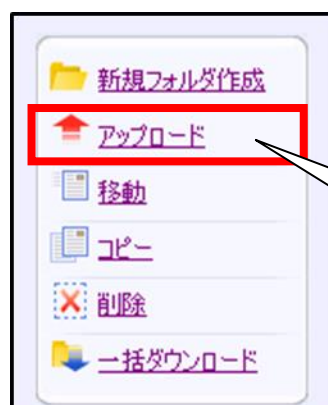 新規フォルダ作成
アップロード
移動
コピー
削除
一括ダウンロード